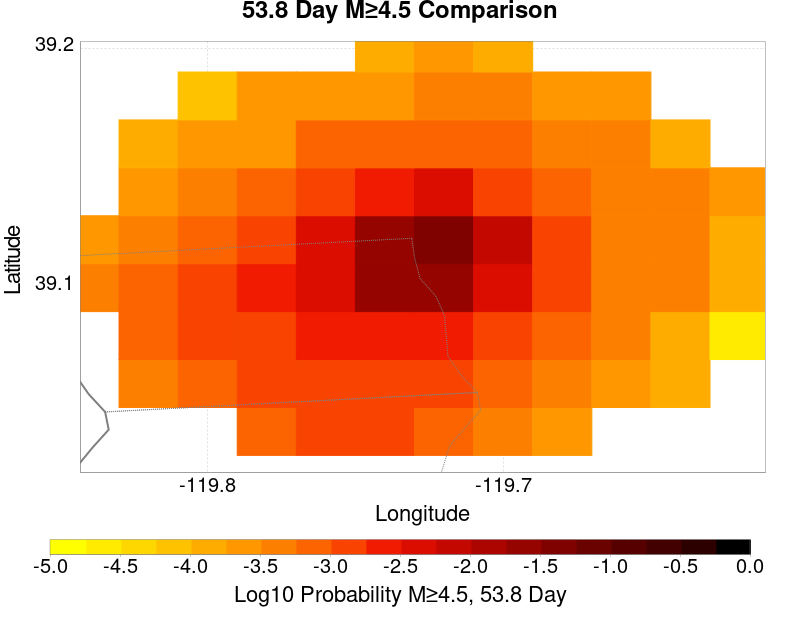 53.8 Day M≥4.5 Comparison
39.2
39.1
Latitude
-119.8 -119.7
Longitude
-5.0 -4.5 -4.0 -3.5 -3.0 -2.5 -2.0 -1.5 -1.0 -0.5 0.0
Log10 Probability M≥4.5, 53.8 Day